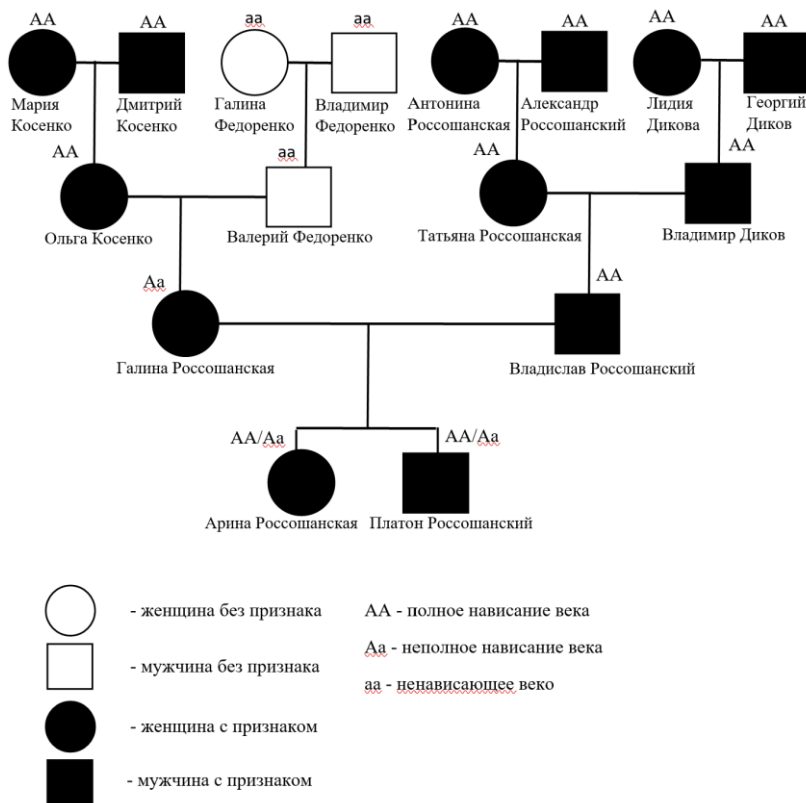 АА АА аа аа АА АА АА АА
Мария Косенко
Дмитрий Косенко
Галина Федоренко
Владимир Федоренко
Антонина Россошанская
Александр Россошанский
Лидия Дикова
Георгий Диков
АА аа АА АА
Ольга Косенко
Валерий Федоренко
Татьяна Россошанская
Владимир Диков
Аа АА
Галина Россошанская
Владислав Россошанский
АА/Аа АА/Аа
Арина Россошанская
Платон Россошанский
- женщина без признака
АА - полное нависание века
- мужчина без признака
Аа - неполное нависание века
аа - ненависающее веко
- женщина с признаком
- мужчина с признаком